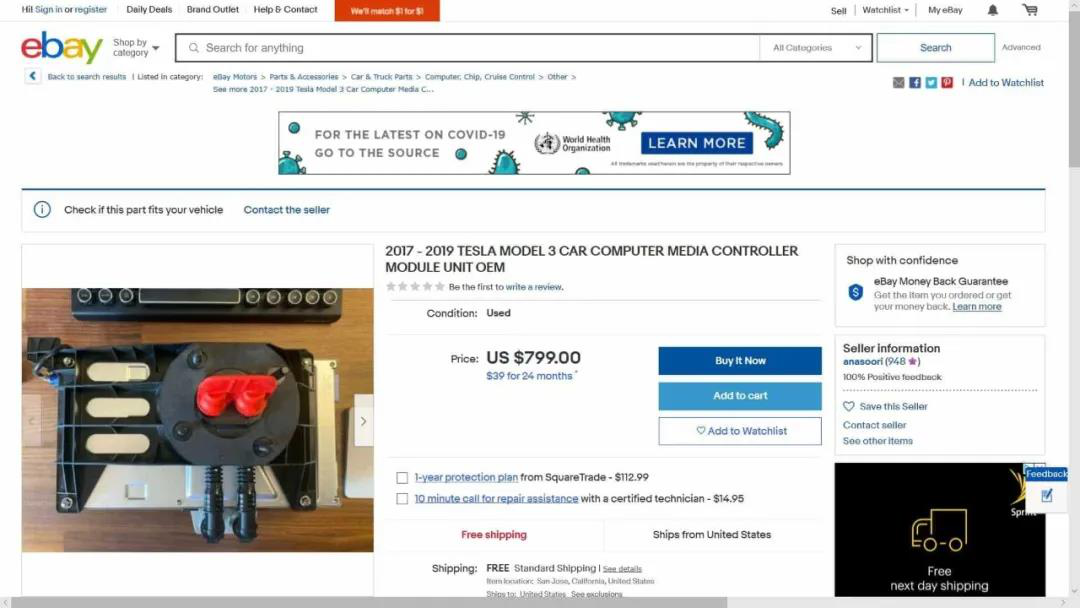 Hi! Sign in or register Daily Deals Brand Outlet Help & Contact We'll match $1 for $1 Sell Watchlist My eBay
ebay Shop by category Search for anything All Categories Search Advanced
Back to search results | Listed in category: eBay Motors > Parts & Accessories > Car & Truck Parts > Computer, Chip, Cruise Control > Other >
See more 2017 - 2019 Tesla Model 3 Car Computer Media C...
| Add to Watchlist
FOR THE LATEST ON COVID-19
GO TO THE SOURCE
World Health
Organization
LEARN MORE
All trademarks used herein are the property of their respective owners
Check if this part fits your vehicle Contact the seller
2017 - 2019 TESLA MODEL 3 CAR COMPUTER MEDIA CONTROLLER
MODULE UNIT OEM
Be the first to write a review.
Condition: Used
Price: US $799.00
$39 for 24 months*
Buy It Now
Add to cart
Add to Watchlist
1-year protection plan from SquareTrade - $112.99
10 minute call for repair assistance with a certified technician - $14.95
Free shipping Ships from United States
Shipping: FREE Standard Shipping | See details
Item location: San Jose, California, United States
Ships to: United States See exclusions
Shop with confidence
eBay Money Back Guarantee
Get the item you ordered or get
your money back. Learn more
Seller information
anasoori (948)
100% Positive feedback
Save this Seller
Contact seller
See other items
Feedback
Sprint
Free
next day shipping